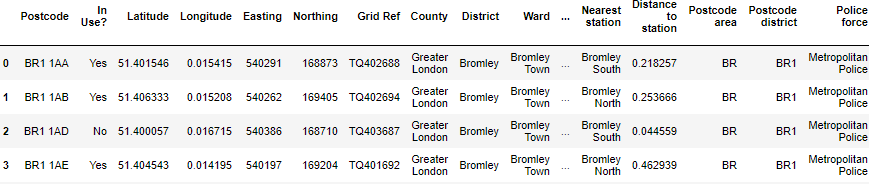 Postcode In Use? Latitude Longitude Easting Northing Grid Ref County District Ward ... Nearest station Distance to station Postcode area Postcode district Police force
0 BR1 1AA Yes 51.401546 0.015415 540291 168873 TQ402688 Greater London Bromley Bromley Town ... Bromley South 0.218257 BR BR1 Metropolitan Police
1 BR1 1AB Yes 51.406333 0.015208 540262 169405 TQ402694 Greater London Bromley Bromley Town ... Bromley North 0.253666 BR BR1 Metropolitan Police
2 BR1 1AD No 51.400057 0.016715 540386 168710 TQ403687 Greater London Bromley Bromley Town ... Bromley South 0.044559 BR BR1 Metropolitan Police
3 BR1 1AE Yes 51.404543 0.014195 540197 169204 TQ401692 Greater London Bromley Bromley Town ... Bromley North 0.462939 BR BR1 Metropolitan Police